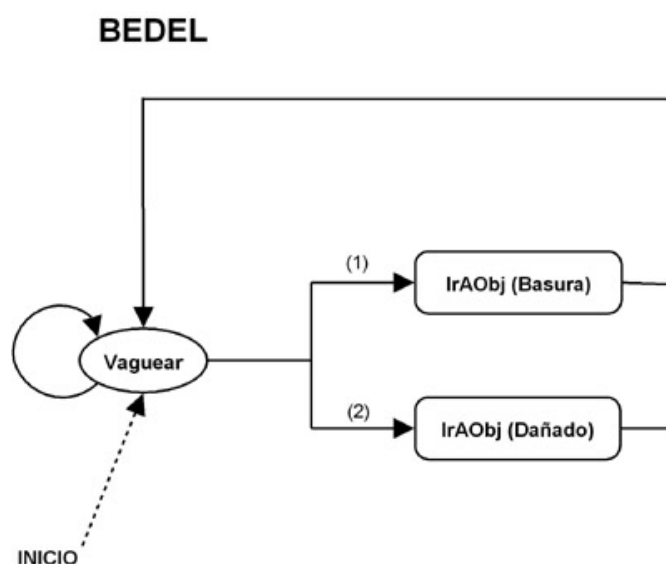 BEDEL
(1)
IrAObj (Basura)
Vaguear
(2)
IrAObj (Dañado)
INICIO